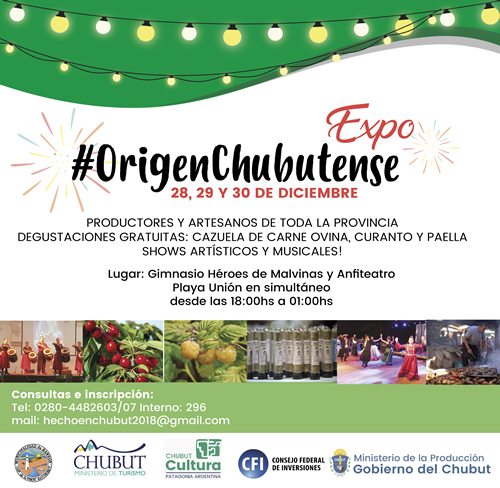 Expo
#OrigenChubutense
28, 29 Y 30 DE DICIEMBRE
PRODUCTORES Y ARTESANOS DE TODA LA PROVINCIA
DEGUSTACIONES GRATUITAS: CAZUELA DE CARNE OVINA, CURANTO Y PAELLA
SHOWS ARTÍSTICOS Y MUSICALES!
Lugar: Gimnasio Héroes de Malvinas y Anfiteatro
Playa Unión en simultáneo
desde las 18:00hs a 01:00hs
Consultas e inscripción:
Tel: 0280-4482603/07 Interno: 296
mail: hechoenchubut2018@gmail.com
CHUBUT
MINISTERIO DE TURISMO
CHUBUT
Cultura
PATAGONIA ARGENTINA
CFI
CONSEJO FEDERAL
DE INVERSIONES
Ministerio de la Producción
Gobierno del Chubut